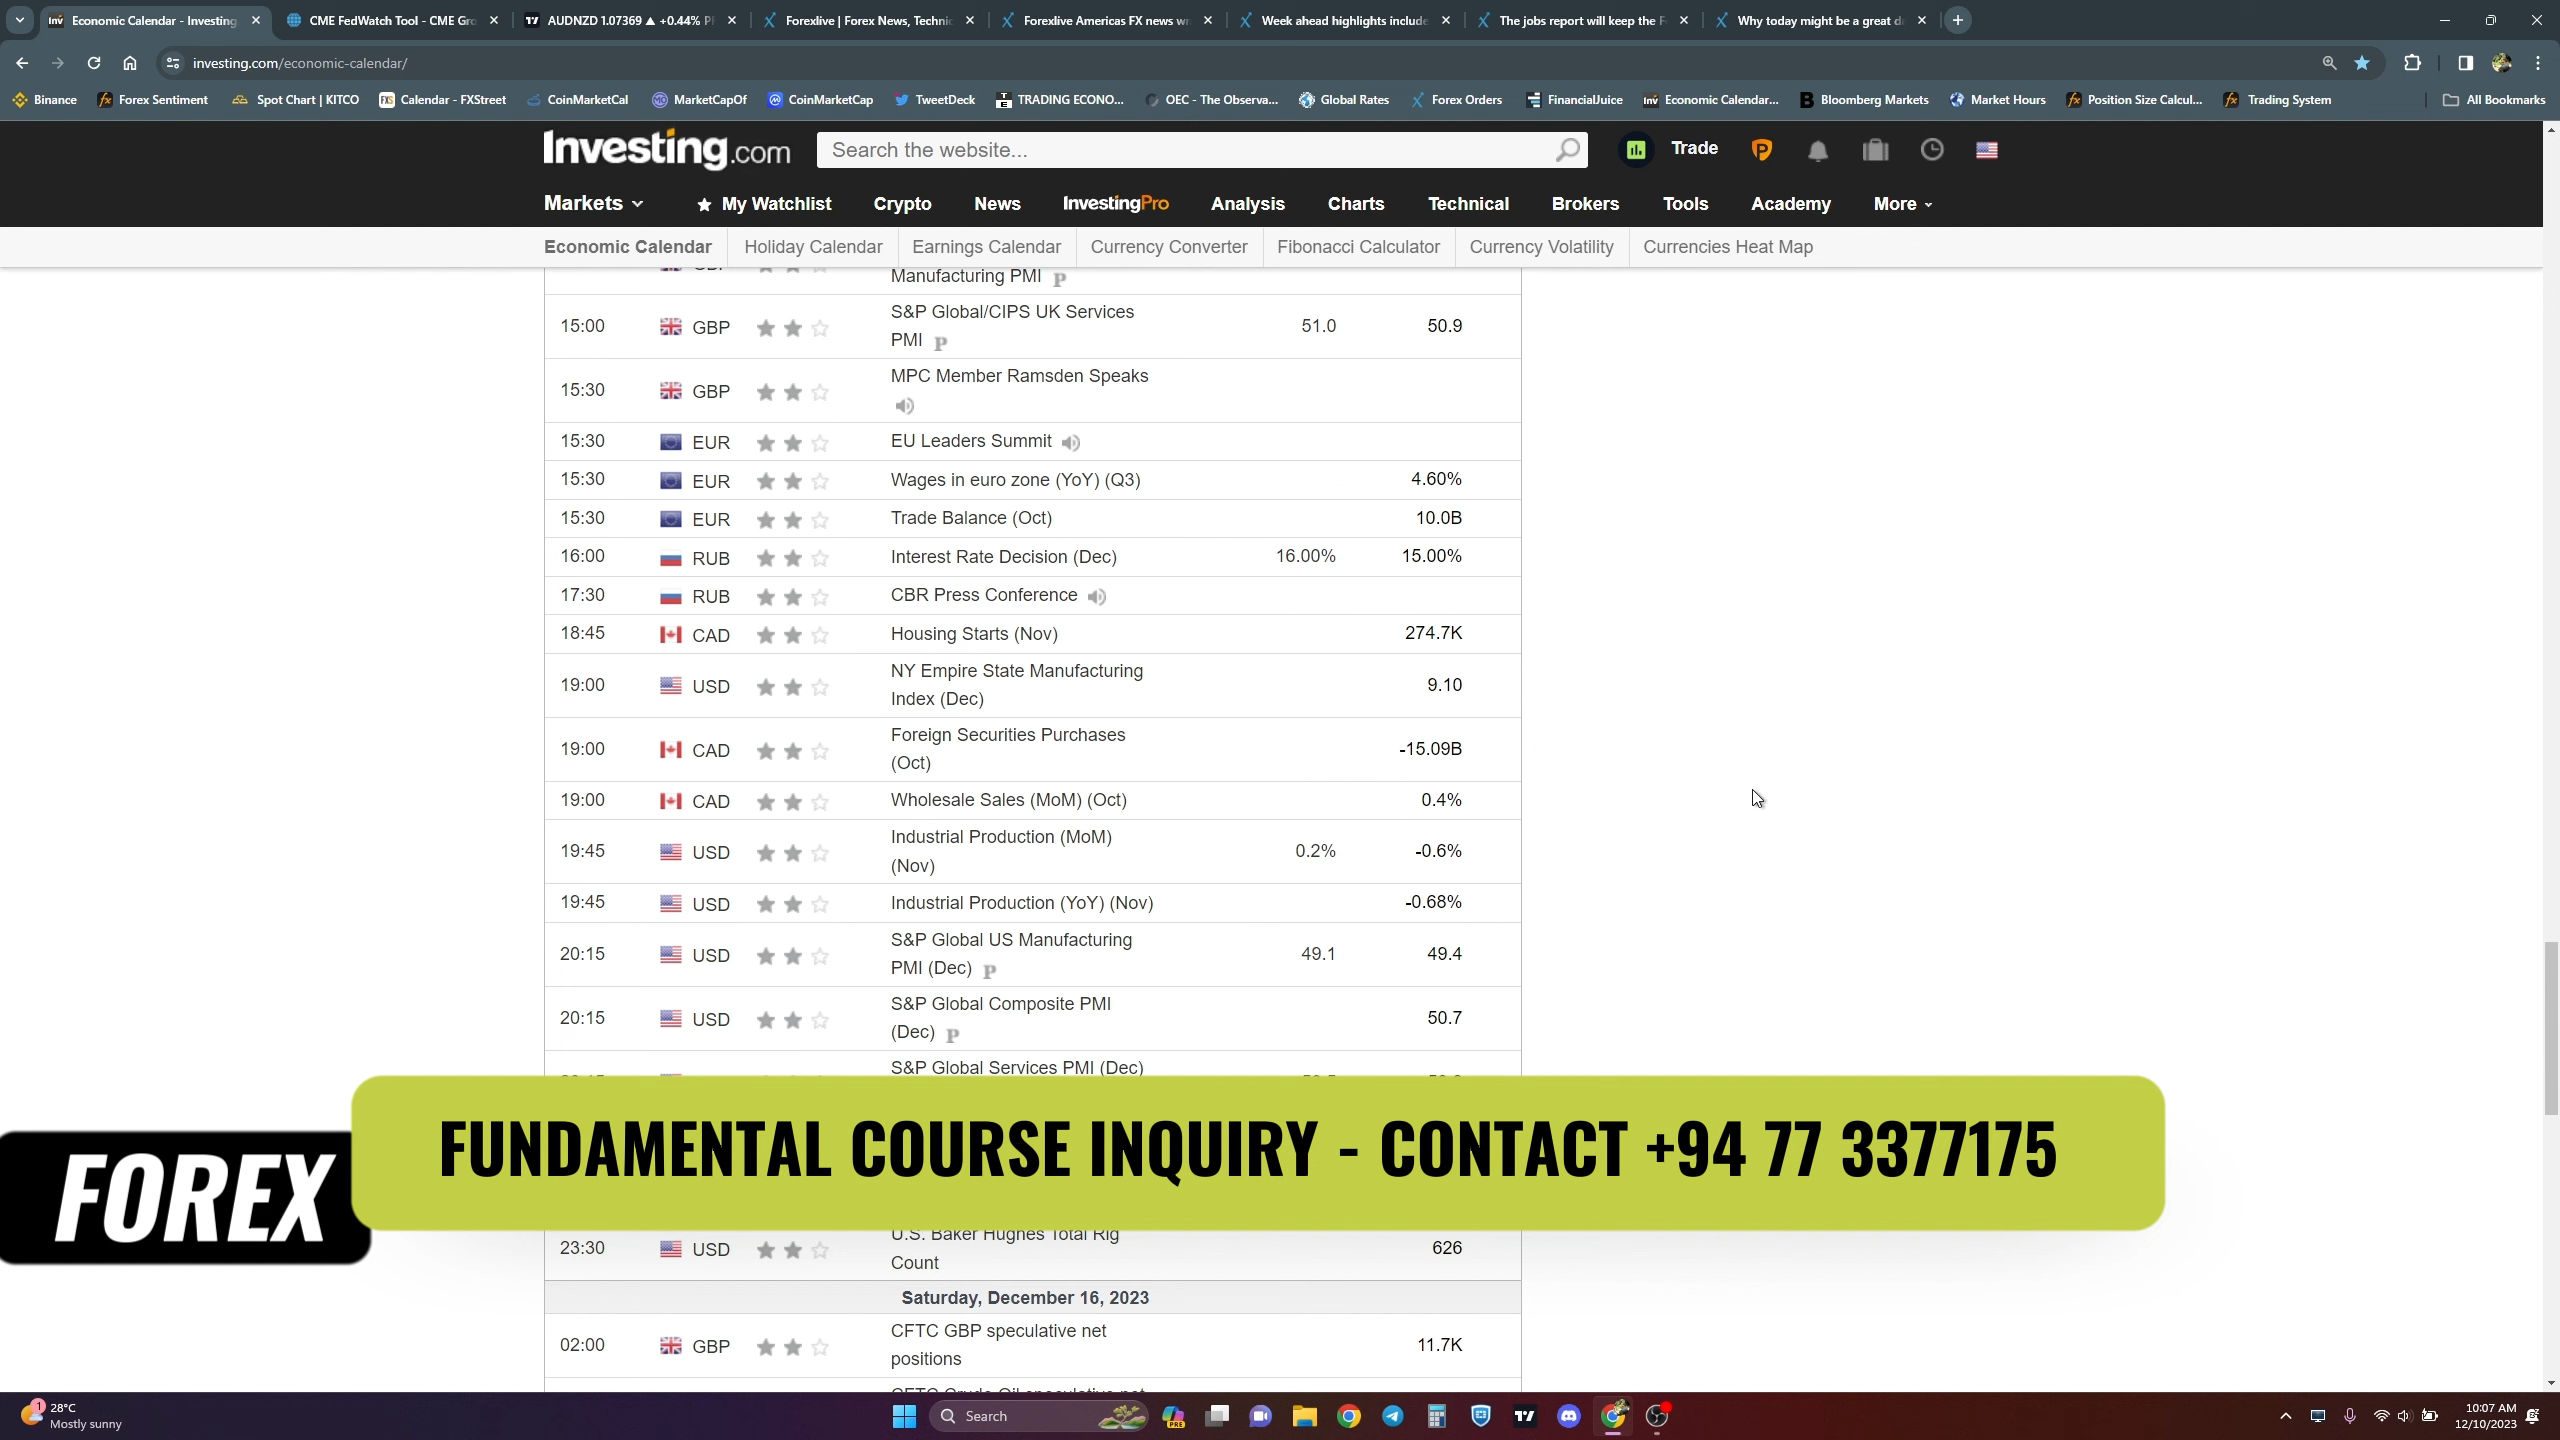 Economic Calendar - Investing
CME FedWatch Tool - CME Gro
AUDNZD 1.07369 ▲ +0.44%
Forexlive | Forex News, Technic
Forexlive Americas FX news w
Week ahead highlights include
The jobs report will keep the F
Why today might be a great d
investing.com/economic-calendar/
Binance
Forex Sentiment
Spot Chart | KITCO
Calendar - FXStreet
CoinMarketCal
MarketCapOf
CoinMarketCap
TweetDeck
TRADING ECONO...
OEC - The Observa...
Global Rates
Forex Orders
FinancialJuice
Economic Calendar...
Bloomberg Markets
Market Hours
Position Size Calcul...
Trading System
All Bookmarks
Investing.com
Search the website...
Trade
Markets
My Watchlist
Crypto
News
InvestingPro
Analysis
Charts
Technical
Brokers
Tools
Academy
More
Economic Calendar
Holiday Calendar
Earnings Calendar
Currency Converter
Fibonacci Calculator
Currency Volatility
Currencies Heat Map
Manufacturing PMI
15:00 GBP S&P Global/CIPS UK Services 51.0 50.9
PMI
15:30 GBP MPC Member Ramsden Speaks
15:30 EUR EU Leaders Summit
15:30 EUR Wages in euro zone (YoY) (Q3) 4.60%
15:30 EUR Trade Balance (Oct) 10.0B
16:00 RUB Interest Rate Decision (Dec) 16.00% 15.00%
17:30 RUB CBR Press Conference
18:45 CAD Housing Starts (Nov) 274.7K
19:00 USD NY Empire State Manufacturing 9.10
Index (Dec)
19:00 CAD Foreign Securities Purchases -15.09B
(Oct)
19:00 CAD Wholesale Sales (MoM) (Oct) 0.4%
19:45 USD Industrial Production (MoM) 0.2% -0.6%
(Nov)
19:45 USD Industrial Production (YoY) (Nov) -0.68%
20:15 USD S&P Global US Manufacturing 49.1 49.4
PMI (Dec)
20:15 USD S&P Global Composite PMI 50.7
(Dec)
S&P Global Services PMI (Dec)
FOREX
FUNDAMENTAL COURSE INQUIRY - CONTACT +94 77 3377175
23:30 USD U.S. Baker Hughes Total Rig 626
Count
Saturday, December 16, 2023
02:00 GBP CFTC GBP speculative net 11.7K
positions
28°C
Mostly sunny
Search
10:07 AM
12/10/2023